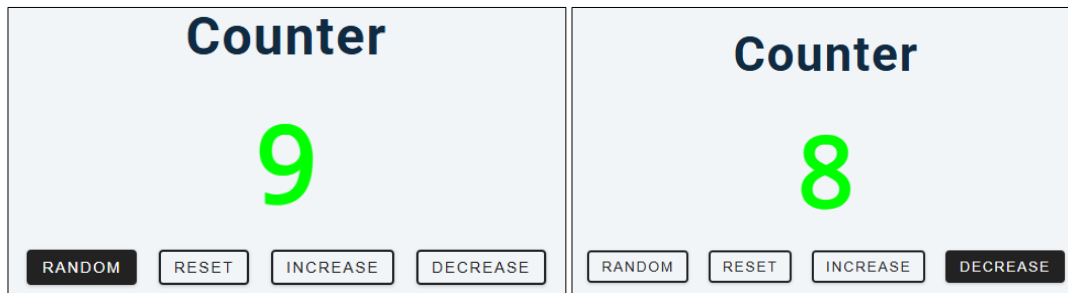 Counter
9
RANDOM RESET INCREASE DECREASE
Counter
8
RANDOM RESET INCREASE DECREASE